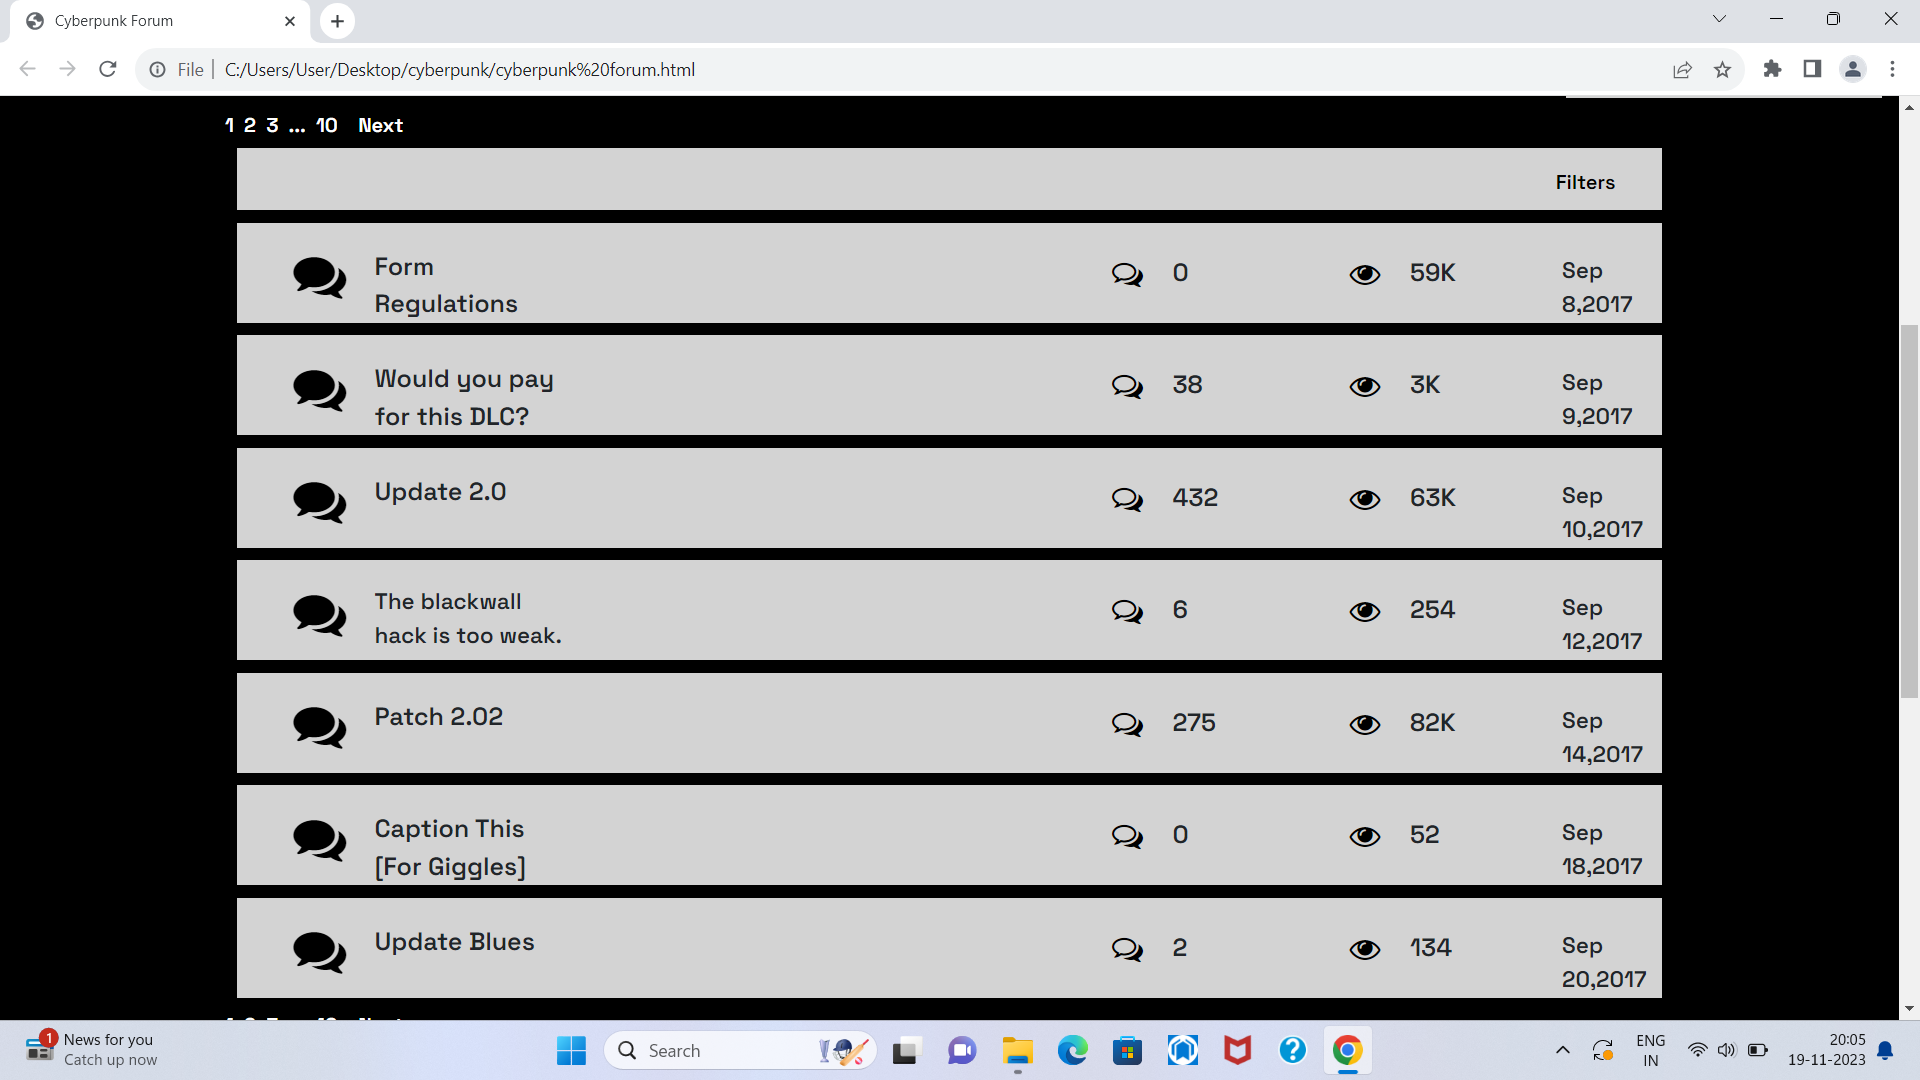 Cyberpunk Forum
File
C:/Users/User/Desktop/cyberpunk/cyberpunk%20forum.html
1 2 3 ... 10 Next
Filters
Form
Regulations
0
59K
Sep
8,2017
Would you pay
for this DLC?
38
3K
Sep
9,2017
Update 2.0
432
63K
Sep
10,2017
The blackwall
hack is too weak.
6
254
Sep
12,2017
Patch 2.02
275
82K
Sep
14,2017
Caption This
[For Giggles]
0
52
Sep
18,2017
Update Blues
2
134
Sep
20,2017
1
News for you
Catch up now
Search
ENG
IN
20:05
19-11-2023